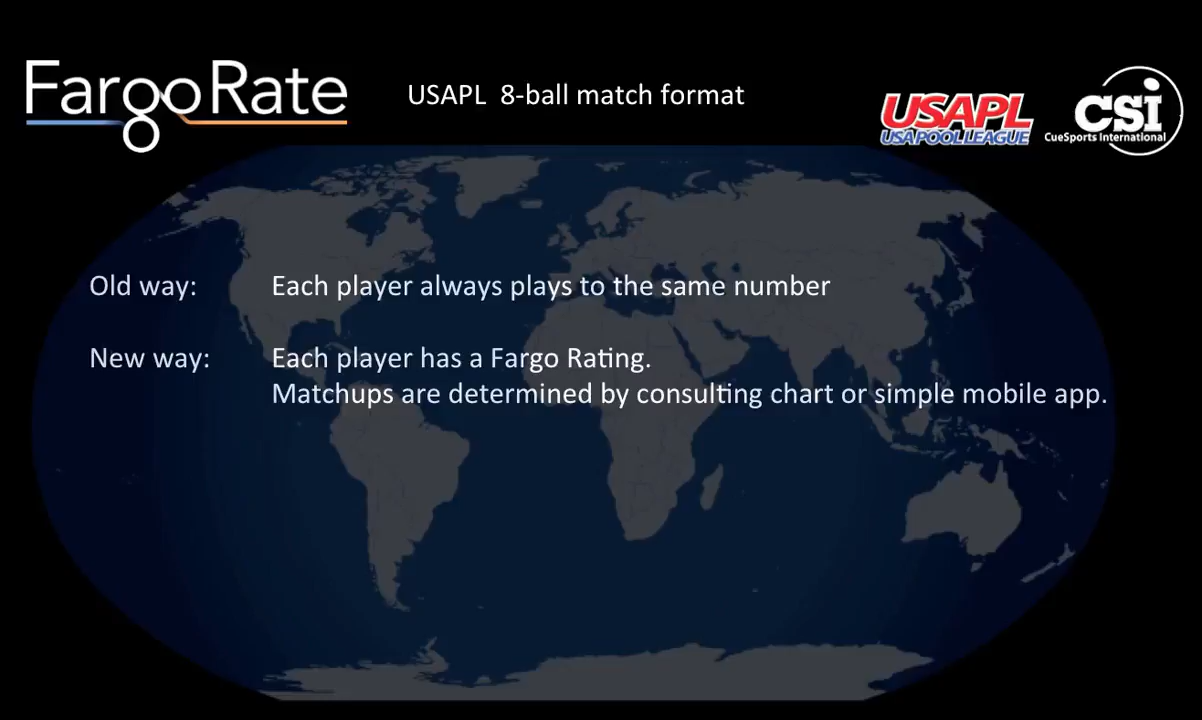 FargoRate
USAPL 8-ball match format
USAPL
USA POOL LEAGUE
csi
CueSports International
Old way: Each player always plays to the same number
New way: Each player has a Fargo Rating.
Matchups are determined by consulting chart or simple mobile app.